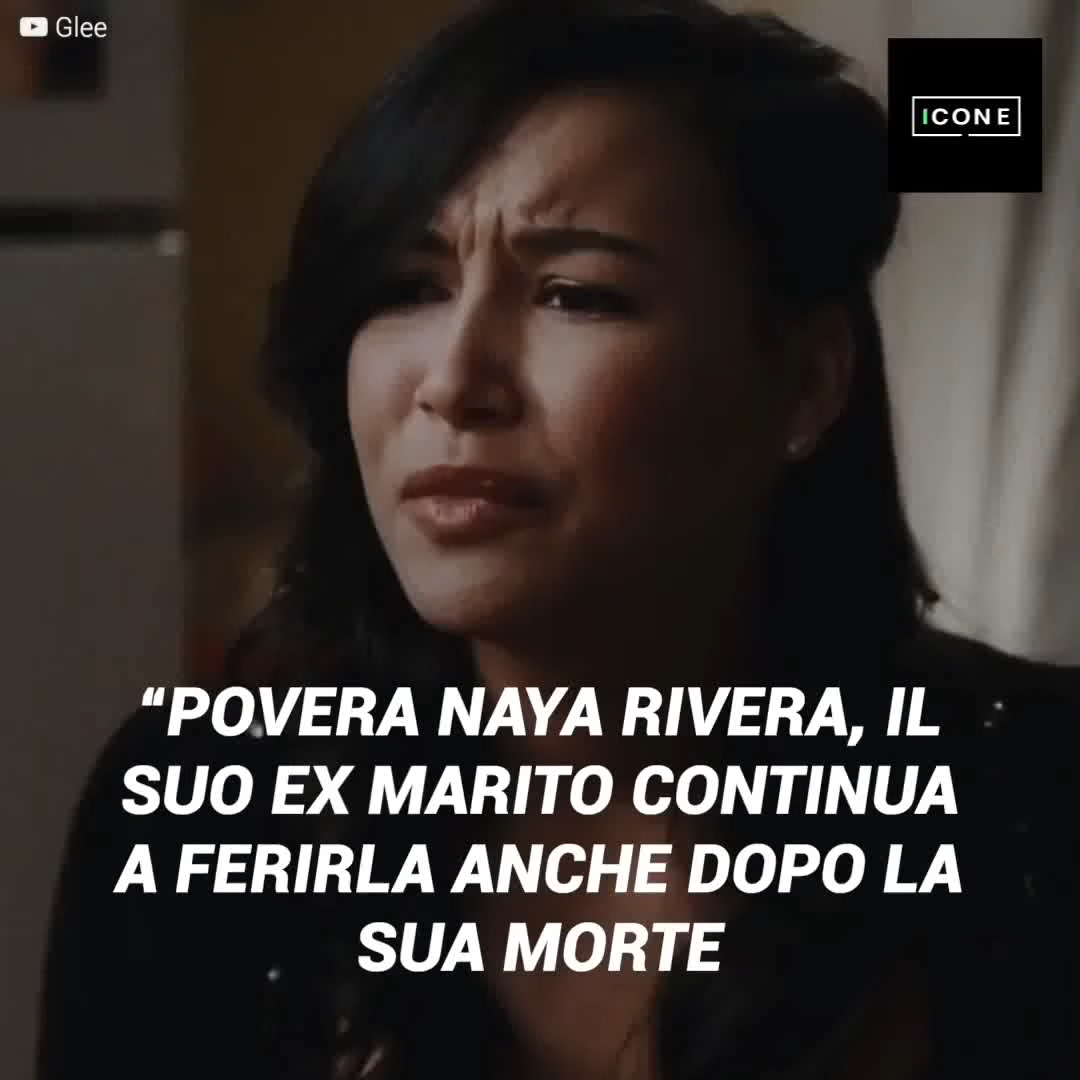 Glee
ICONE
“POVERA NAYA RIVERA, IL
SUO EX MARITO CONTINUA
A FERIRLA ANCHE DOPO LA
SUA MORTE